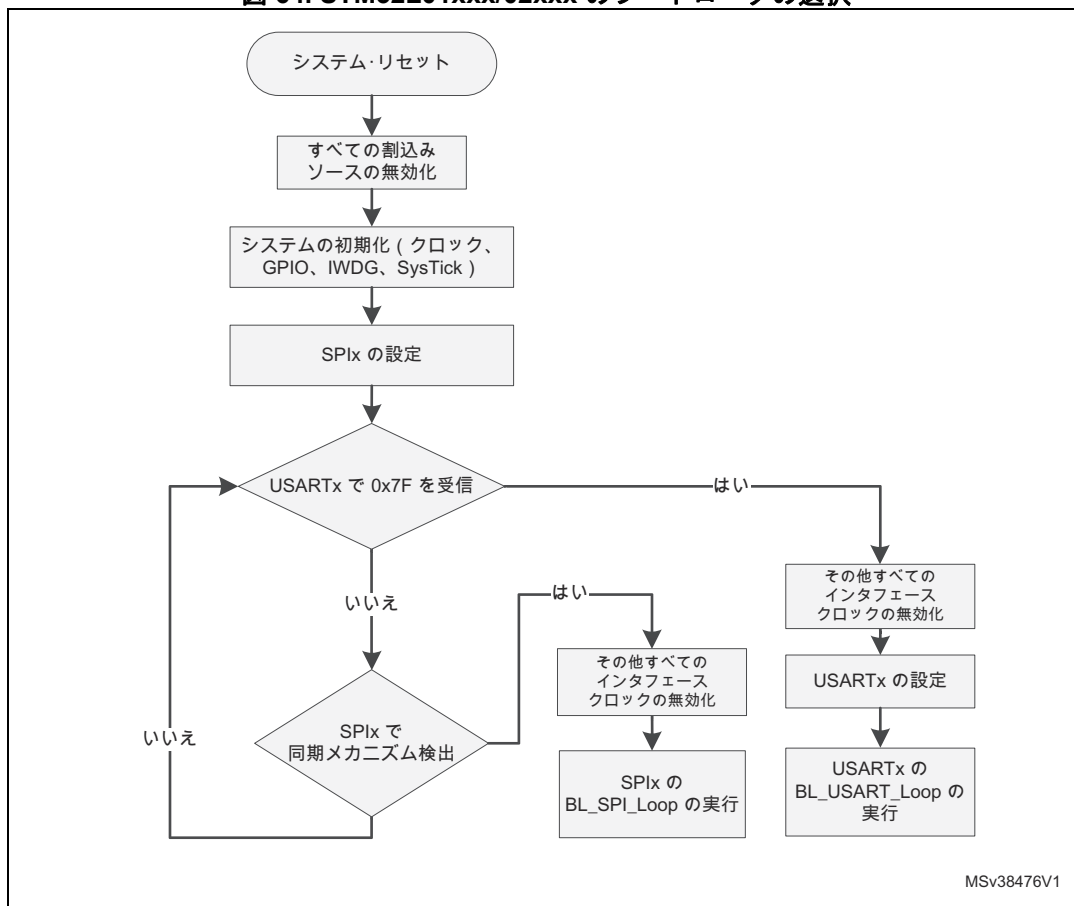 システム・リセット
すべての割込み
ソースの無効化
システムの初期化（クロック、
GPIO、IWDG、SysTick）
SPIx の設定
USARTx で 0x7F を受信
はい
いいえ
はい
その他すべての
インタフェース
クロックの無効化
その他すべての
インタフェース
クロックの無効化
USARTx の設定
SPIx で
同期メカニズム検出
いいえ
SPIx の
BL_SPI_Loop の実行
USARTx の
BL_USART_Loop の
実行
MSv38476V1